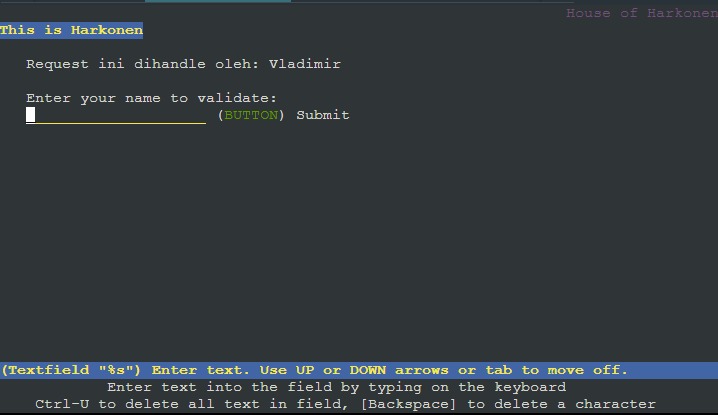 House of Harkonen
This is Harkonen
Request ini dihandle oleh: Vladimir
Enter your name to validate:
(BUTTON) Submit
(Textfield "%s") Enter text. Use UP or DOWN arrows or tab to move off.
Enter text into the field by typing on the keyboard
Ctrl-U to delete all text in field, [Backspace] to delete a character